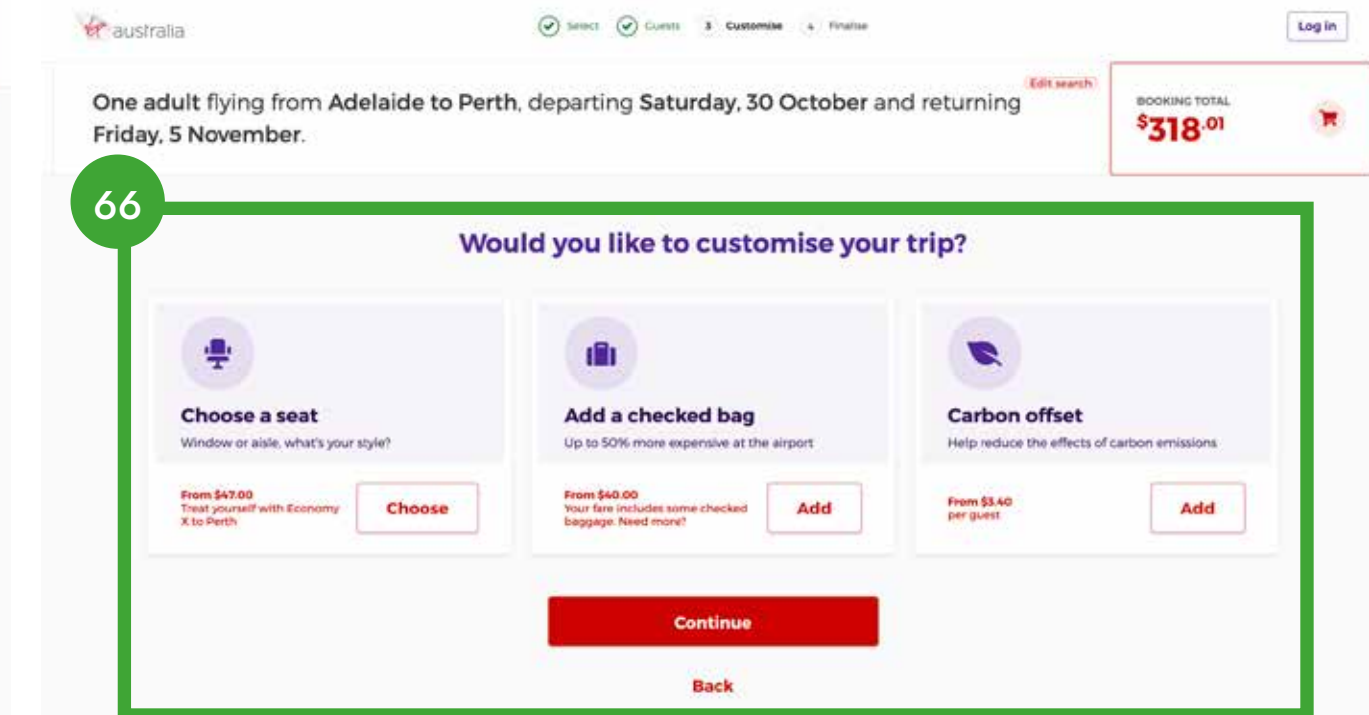 australia
Select Guests 3 Customise 4 Finalise
Log in
One adult flying from Adelaide to Perth, departing Saturday, 30 October and returning
Friday, 5 November.
Edit search
BOOKING TOTAL
$318.01
66
Would you like to customise your trip?
Choose a seat
Window or aisle, what's your style?
From $47.00
Treat yourself with Economy
X to Perth
Choose
Add a checked bag
Up to 50% more expensive at the airport
From $40.00
Your fare includes some checked
baggage. Need more?
Add
Carbon offset
Help reduce the effects of carbon emissions
From $3.40
per guest
Add
Continue
Back